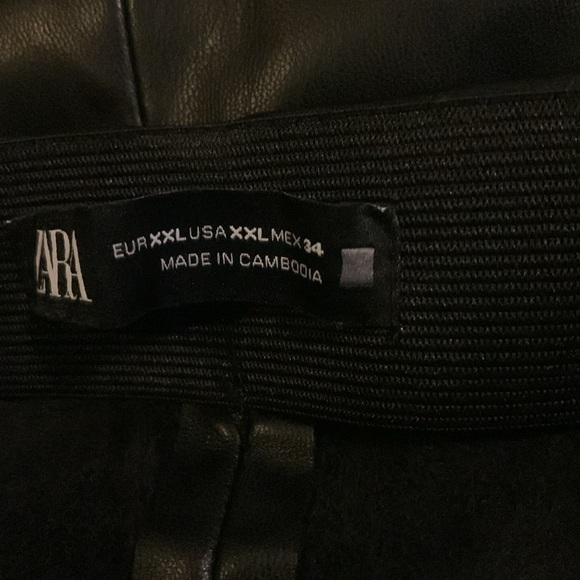 ZARA
EUR XXL USA XXL MEX 34
MADE IN CAMBODIA